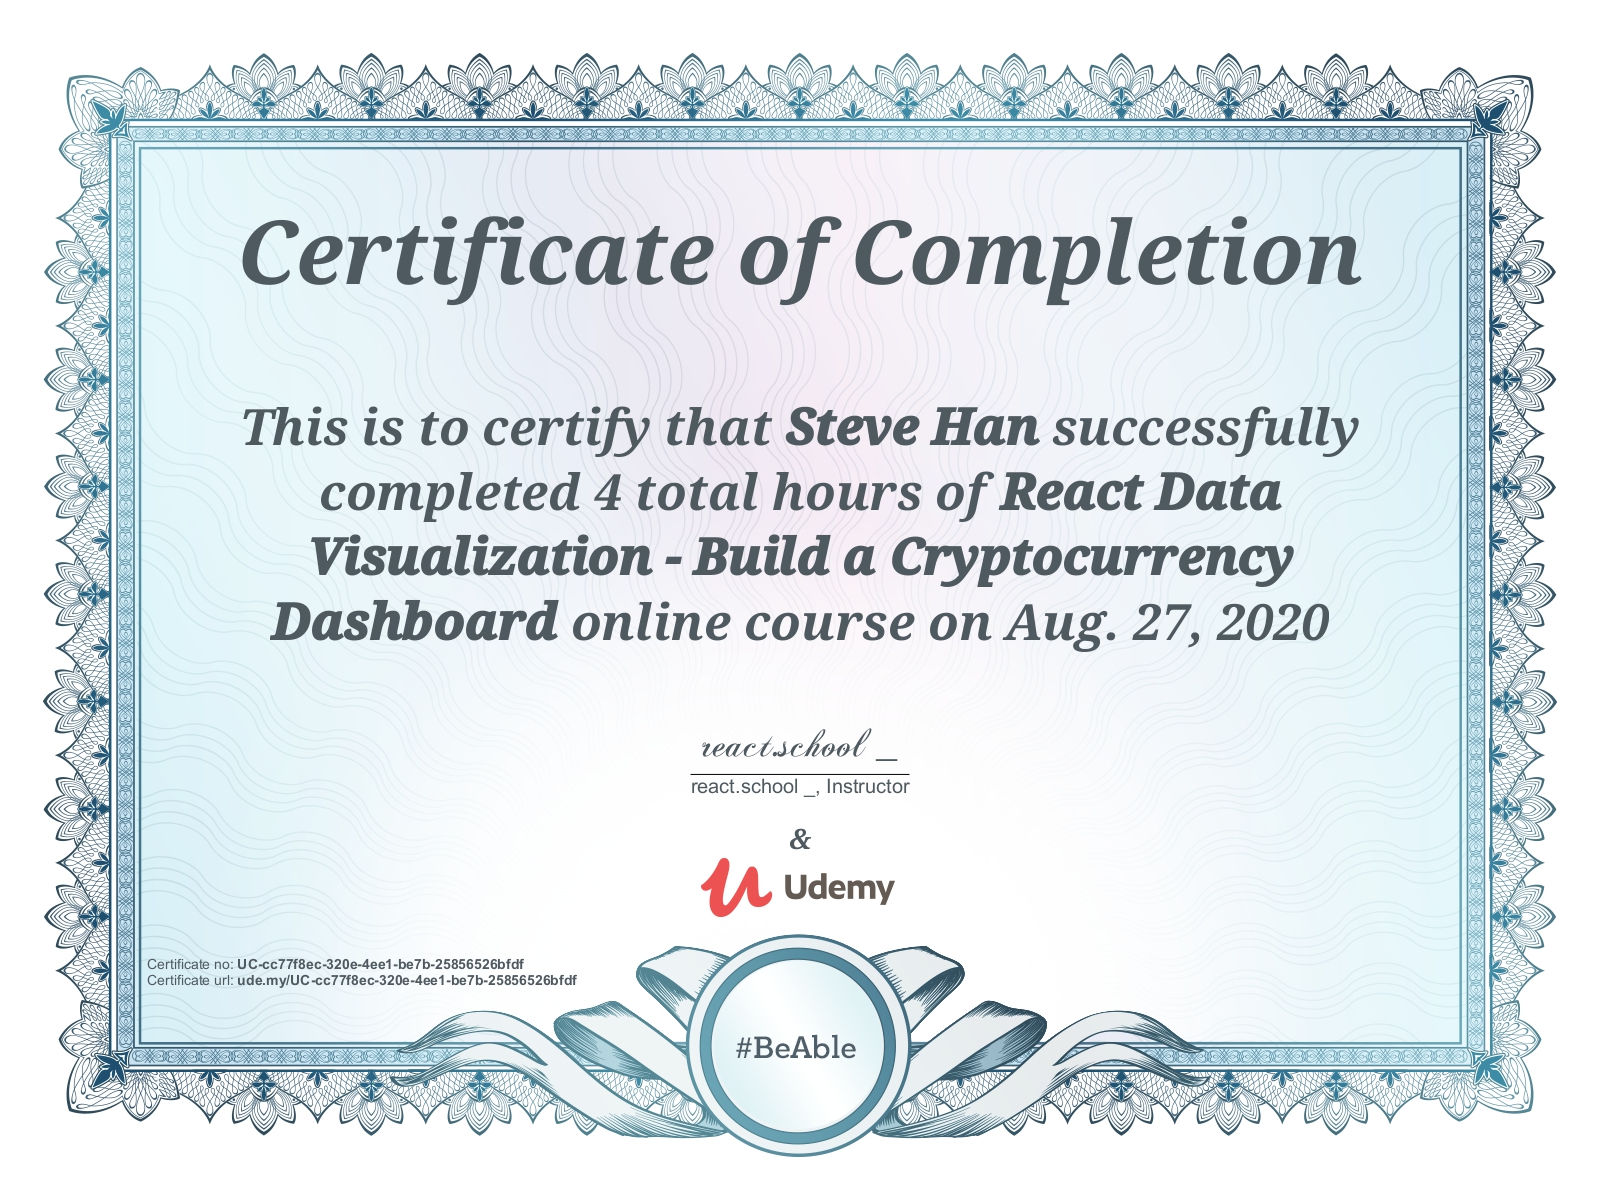 Certificate of Completion
This is to certify that Steve Han successfully
completed 4 total hours of React Data
Visualization - Build a Cryptocurrency
Dashboard online course on Aug. 27, 2020
react.school _
react.school _, Instructor
&
Udemy
Certificate no: UC-cc77f8ec-320e-4ee1-be7b-25856526bfdf
Certificate url: ude.my/UC-cc77f8ec-320e-4ee1-be7b-25856526bfdf
#BeAble